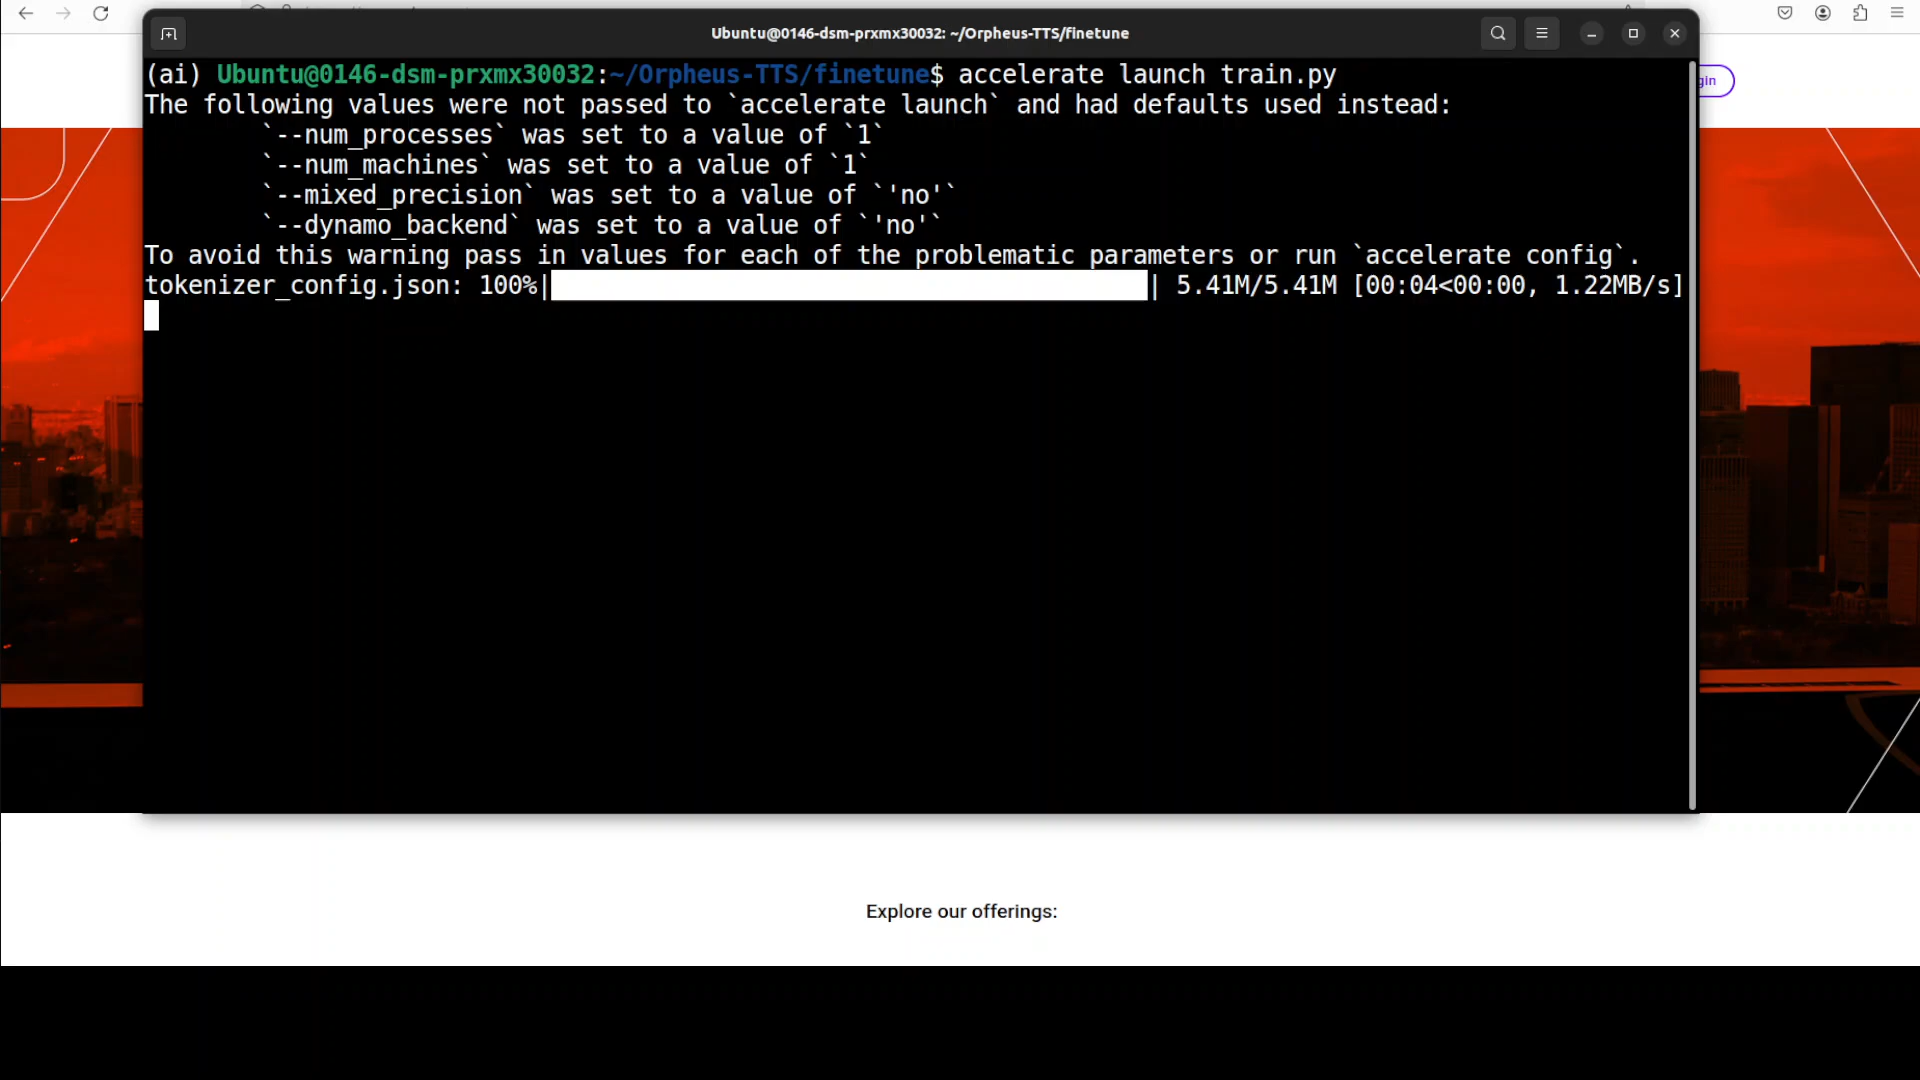 Ubuntu@0146-dsm-prxmx30032: ~/Orpheus-TTS/finetune
(ai) Ubuntu@0146-dsm-prxmx30032:~/Orpheus-TTS/finetune$ accelerate launch train.py
The following values were not passed to `accelerate launch` and had defaults used instead:
`--num_processes` was set to a value of `1`
`--num_machines` was set to a value of `1`
`--mixed_precision` was set to a value of `'no'`
`--dynamo_backend` was set to a value of `'no'`
To avoid this warning pass in values for each of the problematic parameters or run `accelerate config`.
tokenizer_config.json: 100%| | 5.41M/5.41M [00:04<00:00, 1.22MB/s]
Explore our offerings: